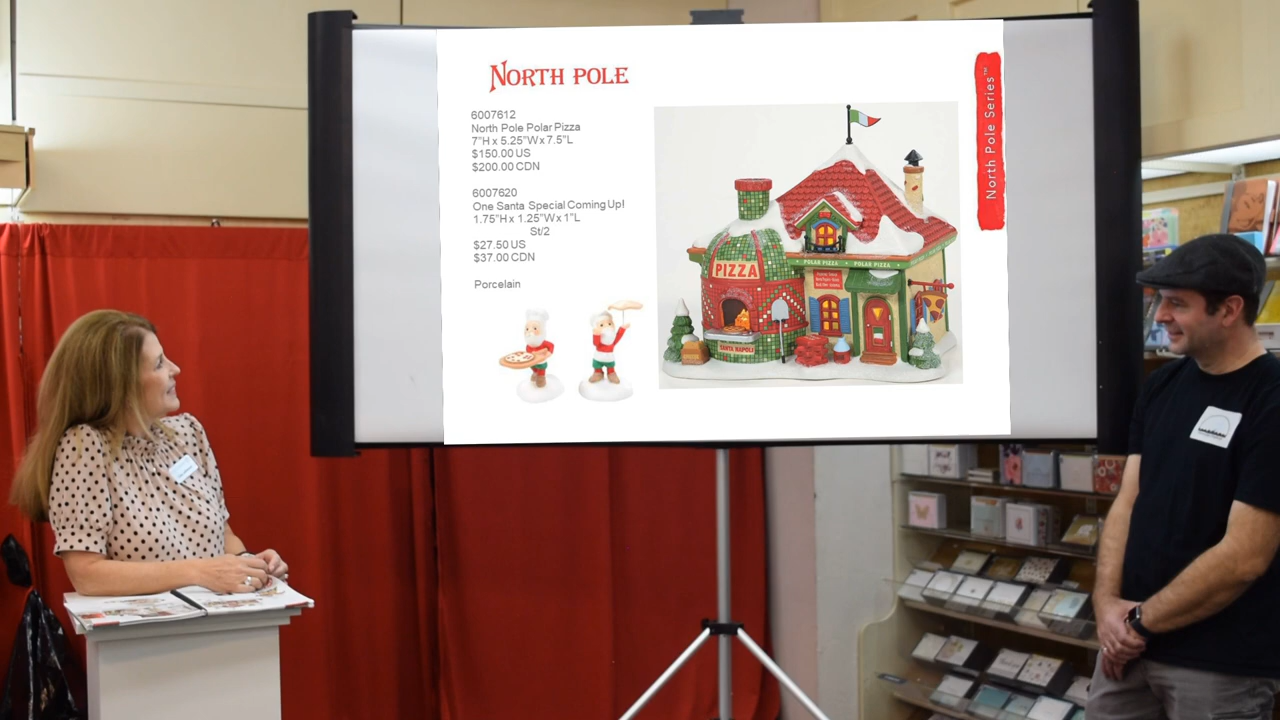 NORTH POLE
6007612
North Pole Polar Pizza
7"H x 5.25"W x 7.5"L
$150.00 US
$200.00 CDN
6007620
One Santa Special Coming Up!
1.75"H x 1.25"W x 1"L
St/2
$27.50 US
$37.00 CDN
Porcelain
North Pole Series™
PIZZA
POLAR PIZZA POLAR PIZZA
SANTA NAPOLI